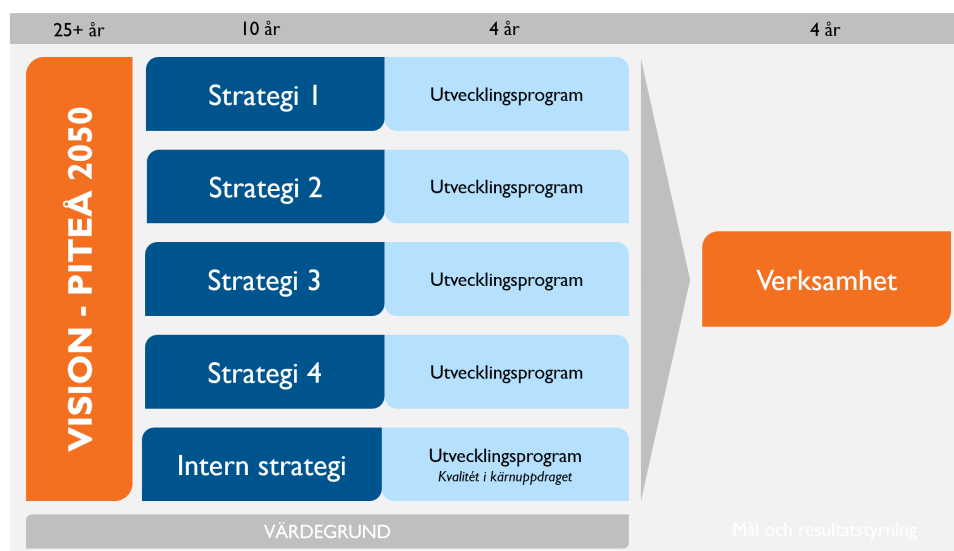 25+ år
10 år
4 år
4 år
VISION - PITEÅ 2050
Strategi 1
Utvecklingsprogram
Strategi 2
Utvecklingsprogram
Strategi 3
Utvecklingsprogram
Strategi 4
Utvecklingsprogram
Intern strategi
Utvecklingsprogram
Kvalitét i kärnuppdraget
Verksamhet
VÄRDEGRUND
Mål och resultatstyrning